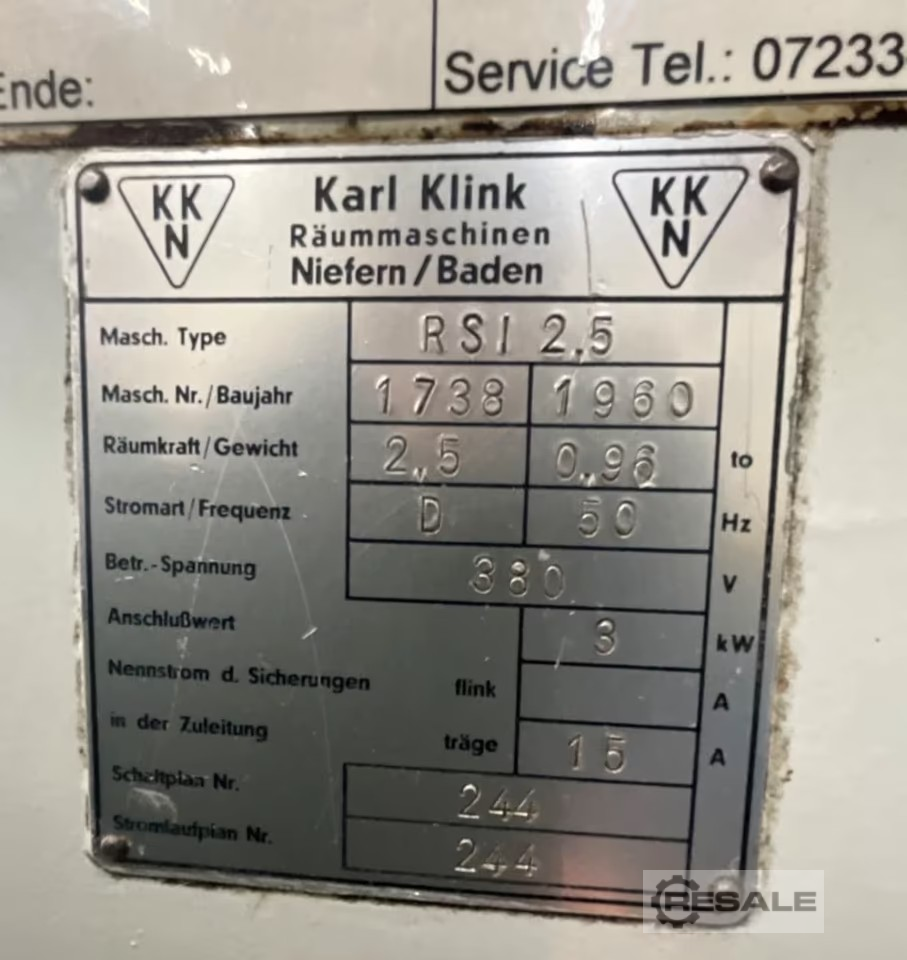 Ende:
Service Tel.: 07233
KKN Karl Klink KKN
Räummaschinen
Niefern/Baden
Masch. Type RSI 2,5
Masch. Nr./Baujahr 1738 1960
Räumkraft/Gewicht 2,5 0,96 to
Stromart/Frequenz D 50 Hz
Betr.-Spannung 380 V
Anschlußwert 3 kW
Nennstrom d. Sicherungen flink A
in der Zuleitung träge 15 A
Schaltplan Nr. 244
Stromlaufplan Nr. 244
RESALE